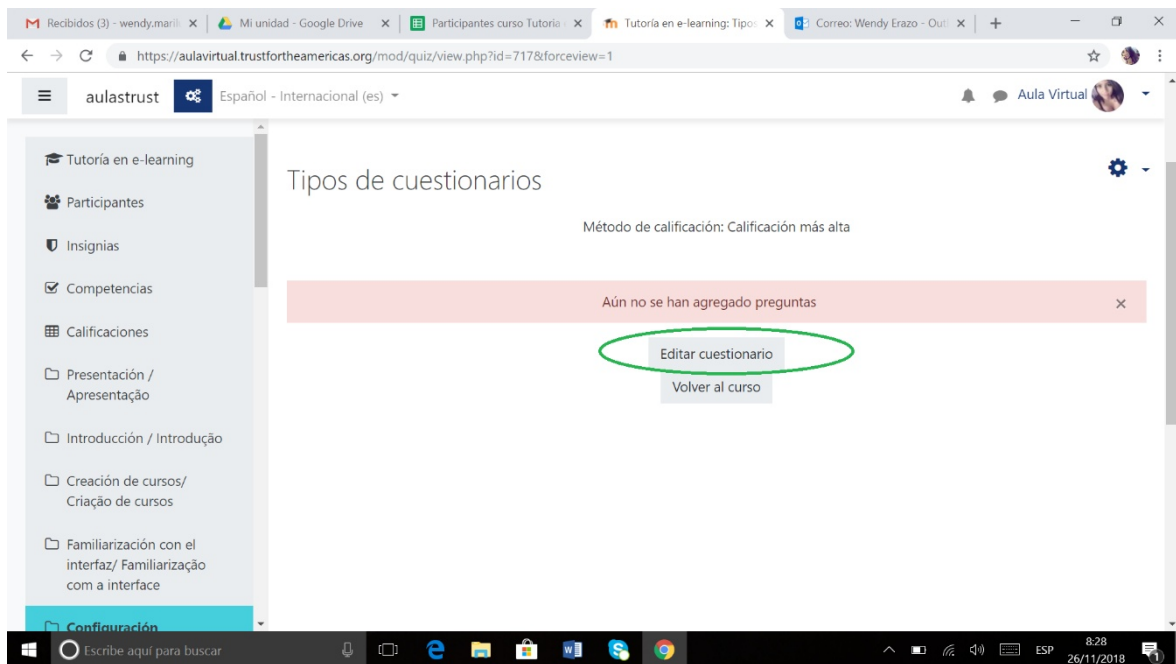 Recibidos (3) - wendy.maril
Mi unidad - Google Drive
Participantes curso Tutoria
Tutoría en e-learning: Tipos
Correo: Wendy Erazo - Outl
https://aulavirtual.trustfortheamericas.org/mod/quiz/view.php?id=717&forceview=1
aulastrust
Español - Internacional (es)
Aula Virtual
Tutoría en e-learning
Participantes
Insignias
Competencias
Calificaciones
Presentación /
Apresentação
Introducción / Introdução
Creación de cursos/
Criação de cursos
Familiarización con el
interfaz/ Familiarização
com a interface
Configuración
Tipos de cuestionarios
Método de calificación: Calificación más alta
Aún no se han agregado preguntas
Editar cuestionario
Volver al curso
Escribe aquí para buscar
ESP
8:28
26/11/2018